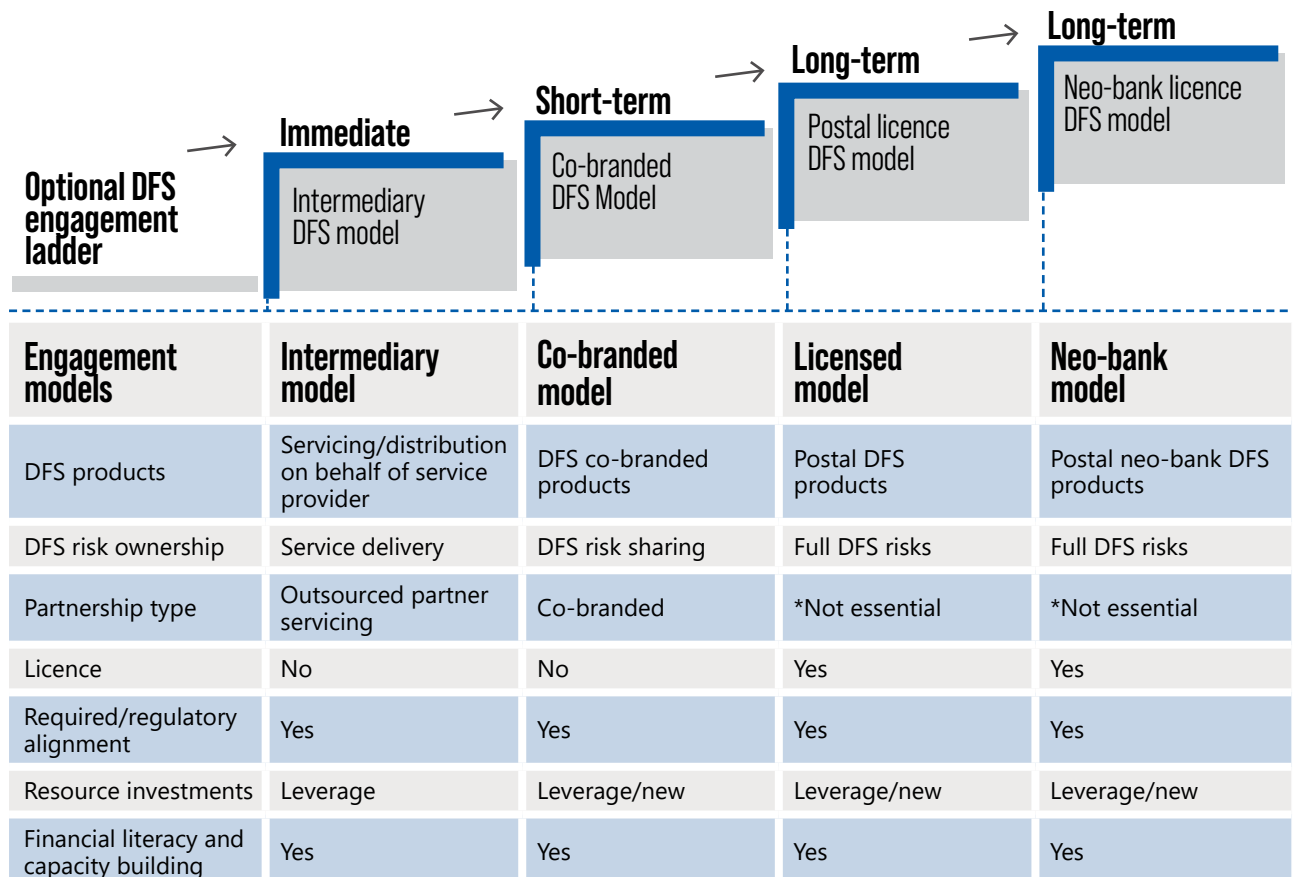 Optional DFS
engagement
ladder
Immediate
Intermediary
DFS model
Short-term
Co-branded
DFS Model
Long-term
Postal licence
DFS model
Long-term
Neo-bank licence
DFS model
Engagement
models
Intermediary
model
Co-branded
model
Licensed
model
Neo-bank
model
DFS products
Servicing/distribution
on behalf of service
provider
DFS co-branded
products
Postal DFS
products
Postal neo-bank DFS
products
DFS risk ownership
Service delivery
DFS risk sharing
Full DFS risks
Full DFS risks
Partnership type
Outsourced partner
servicing
Co-branded
*Not essential
*Not essential
Licence
No
No
Yes
Yes
Required/regulatory
alignment
Yes
Yes
Yes
Yes
Resource investments
Leverage
Leverage/new
Leverage/new
Leverage/new
Financial literacy and
capacity building
Yes
Yes
Yes
Yes